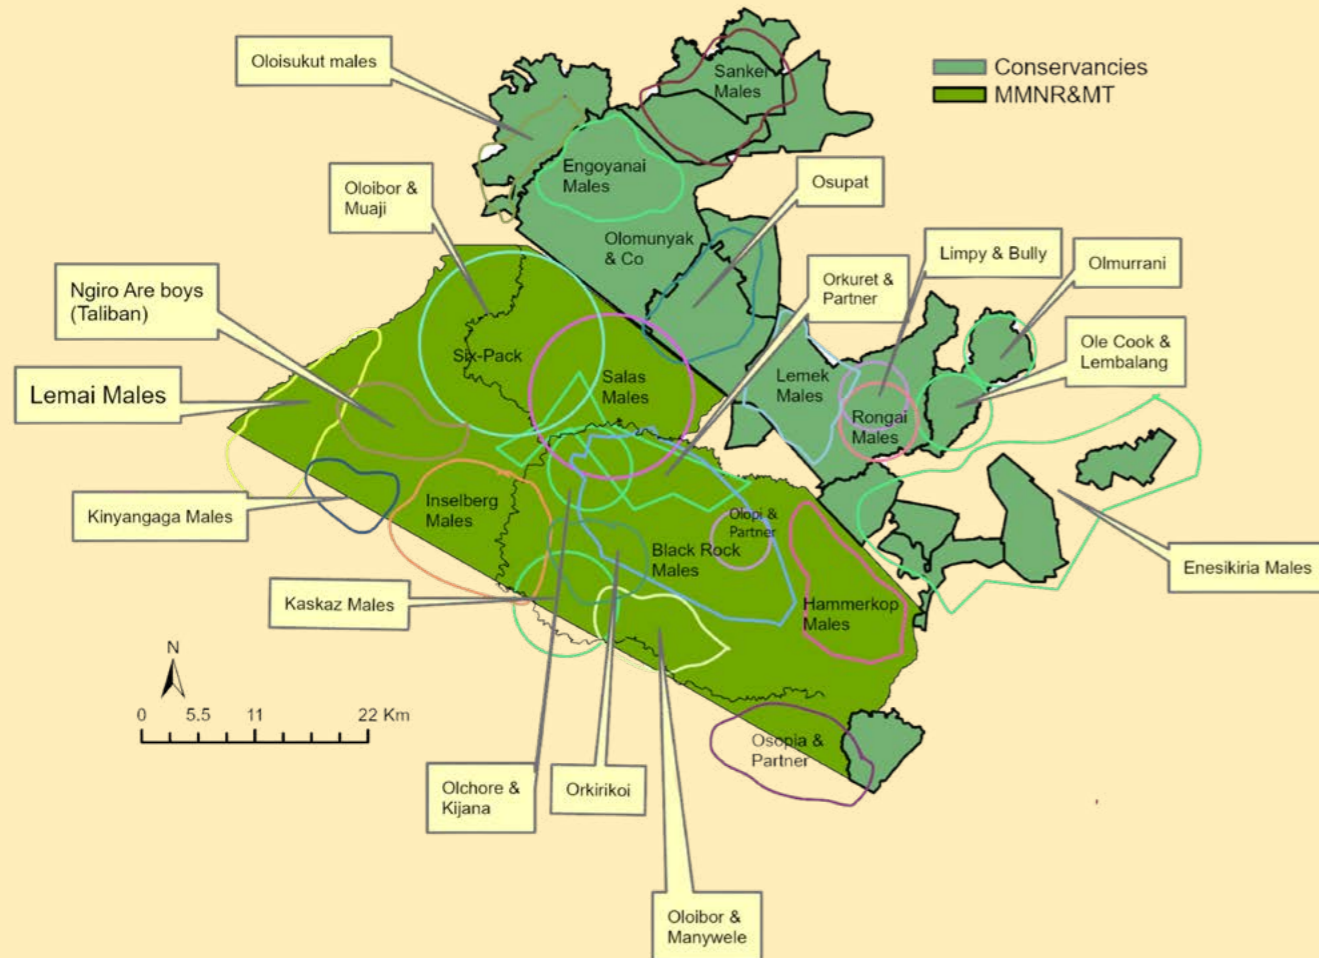 Oloisukut males
Sankei
Males
Conservancies
MMNR&MT
Engoyanai
Males
Oloibor &
Muaji
Osupat
Olomunyak
& Co
Orkuret &
Partner
Limpy & Bully
Olmurrani
Ngiro Are boys
(Taliban)
Six-Pack
Ole Cook &
Lembalang
Lemai Males
Salas
Males
Lemek
Males
Rongai
Males
Kinyangaga Males
Inselberg
Males
Olopi &
Partner
Black Rock
Males
Enesikiria Males
Kaskaz Males
Hammerkop
Males
N
0 5.5 11 22 Km
Osopia &
Partner
Olchore &
Kijana
Orkirikoi
Oloibor &
Manywele